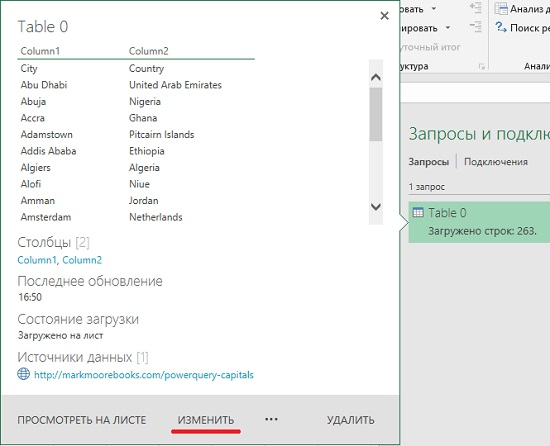 Table 0
Column1 Column2
City Country
Abu Dhabi United Arab Emirates
Abuja Nigeria
Accra Ghana
Adamstown Pitcairn Islands
Addis Ababa Ethiopia
Algiers Algeria
Alofi Niue
Amman Jordan
Amsterdam Netherlands
Столбцы [2]
Column1, Column2
Последнее обновление
16:50
Состояние загрузки
Загружено на лист
Источники данных [1]
http://markmoorebooks.com/powerquery-capitals
ПРОСМОТРЕТЬ НА ЛИСТЕ ИЗМЕНИТЬ ... УДАЛИТЬ
Анализ д
Поиск ре
итог
Анали
Запросы и подклю
Запросы Подключения
1 запрос
Table 0
Загружено строк: 263.